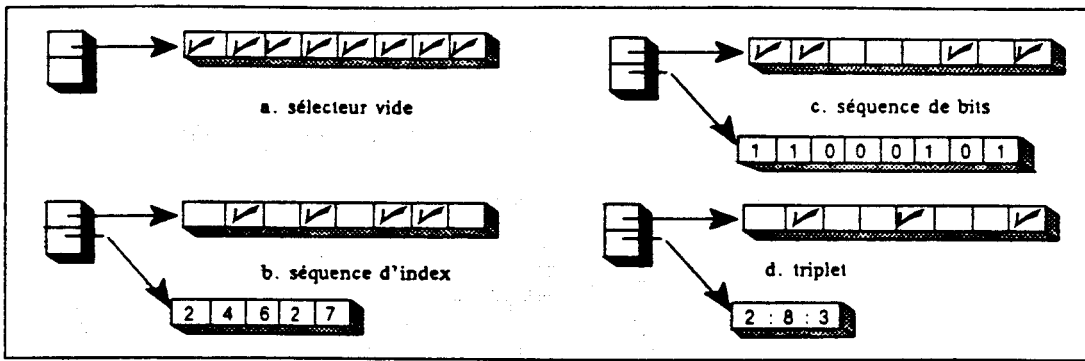 a. sélecteur vide
c. séquence de bits
1 1 0 0 0 1 0 1
b. séquence d'index
2 4 6 2 7
d. triplet
2 : 8 : 3